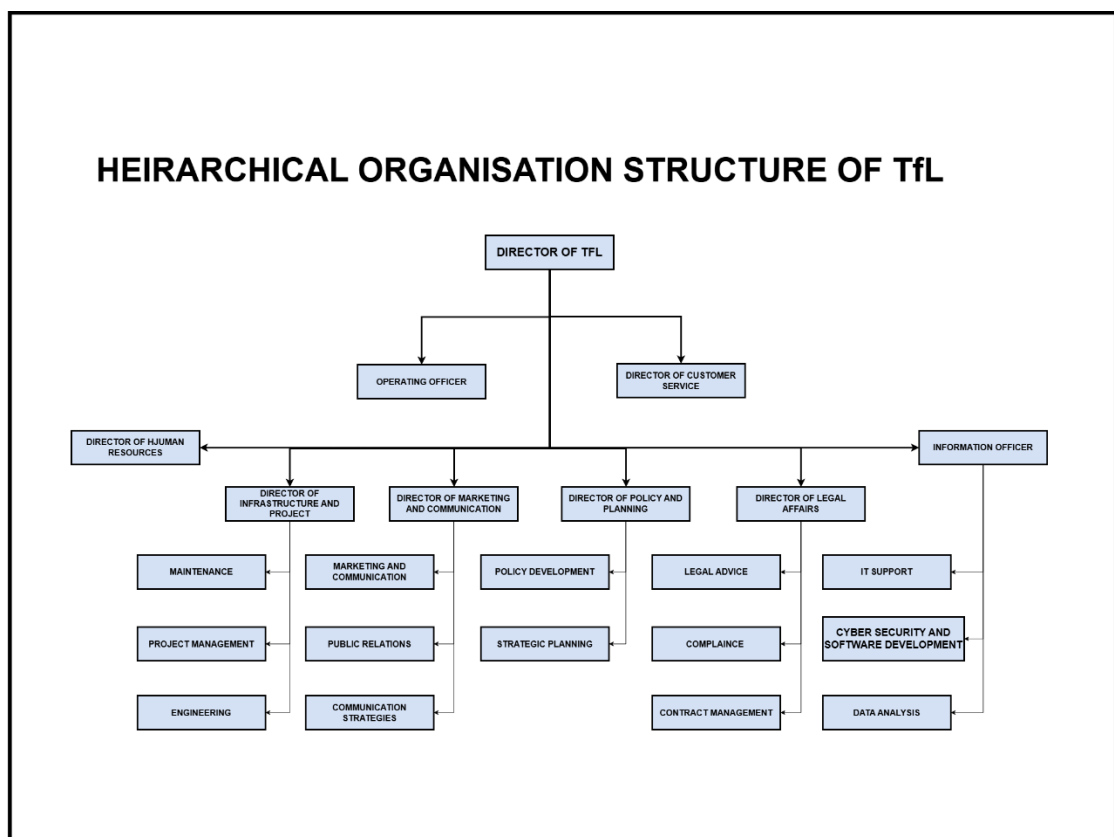 HEIRARCHICAL ORGANISATION STRUCTURE OF TfL
DIRECTOR OF TFL
OPERATING OFFICER
DIRECTOR OF CUSTOMER
SERVICE
DIRECTOR OF HJUMAN
RESOURCES
INFORMATION OFFICER
DIRECTOR OF
INFRASTRUCTURE AND
PROJECT
DIRECTOR OF MARKETING
AND COMMUNICATION
DIRECTOR OF POLICY AND
PLANNING
DIRECTOR OF LEGAL
AFFAIRS
MAINTENANCE
MARKETING AND
COMMUNICATION
POLICY DEVELOPMENT
LEGAL ADVICE
IT SUPPORT
PROJECT MANAGEMENT
PUBLIC RELATIONS
STRATEGIC PLANNING
COMPLAINCE
CYBER SECURITY AND
SOFTWARE DEVELOPMENT
ENGINEERING
COMMUNICATION
STRATEGIES
CONTRACT MANAGEMENT
DATA ANALYSIS